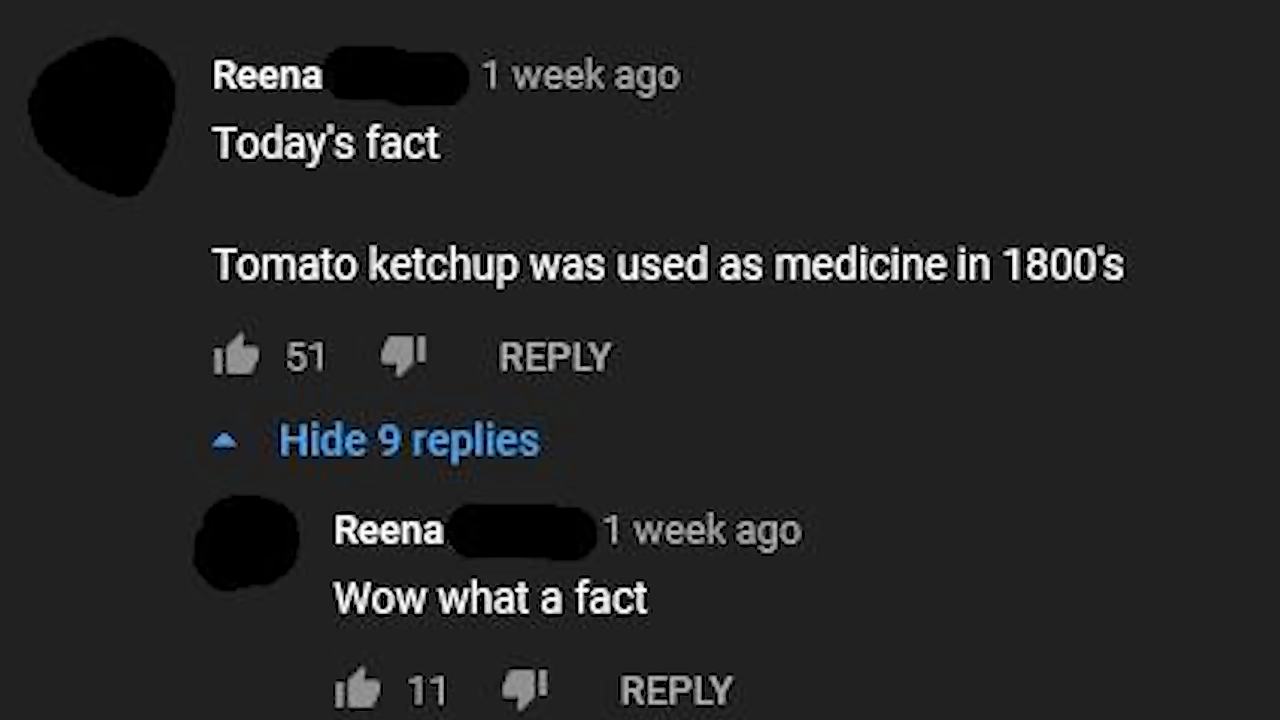 Reena 1 week ago
Today's fact
Tomato ketchup was used as medicine in 1800's
51 REPLY
Hide 9 replies
Reena 1 week ago
Wow what a fact
11 REPLY